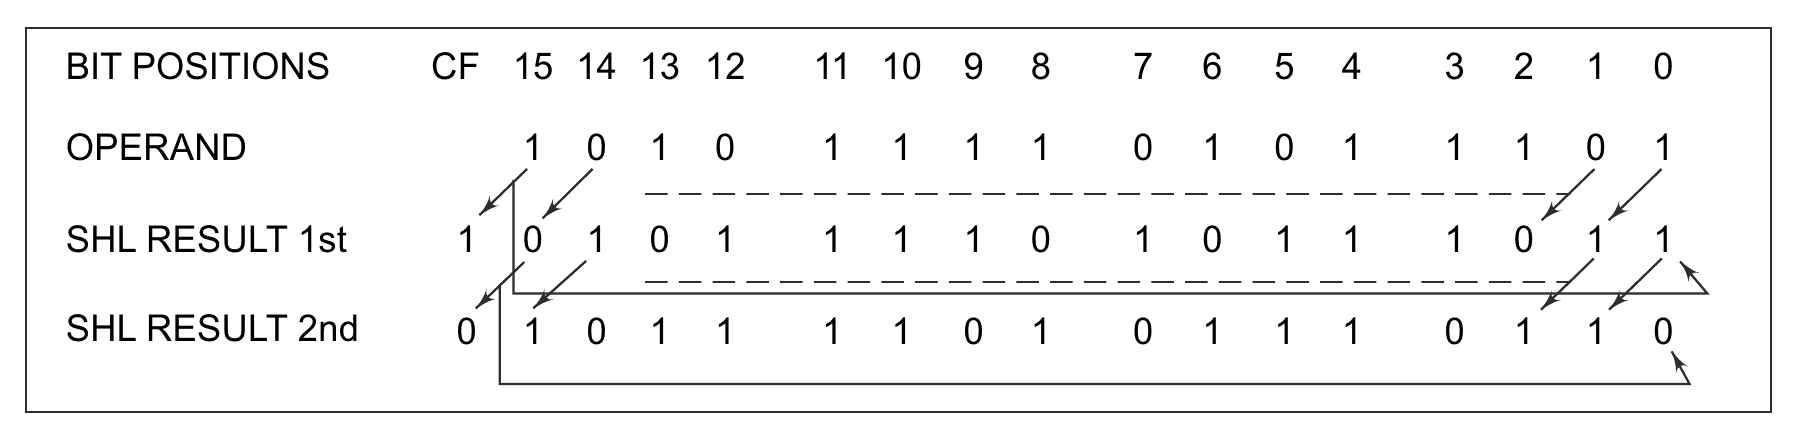 BIT POSITIONS CF 15 14 13 12 11 10 9 8 7 6 5 4 3 2 1 0
OPERAND 1 0 1 0 1 1 1 1 0 1 0 1 1 1 0 1
SHL RESULT 1st 1 0 1 0 1 1 1 1 0 1 0 1 1 1 0 1 1
SHL RESULT 2nd 0 1 0 1 1 1 1 0 1 0 1 1 1 0 1 1 0